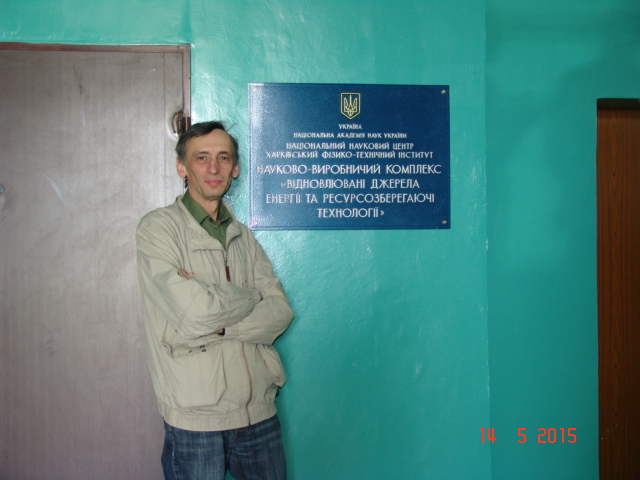 УКРАЇНА
НАЦІОНАЛЬНА АКАДЕМІЯ НАУК УКРАЇНИ
НАЦІОНАЛЬНИЙ НАУКОВИЙ ЦЕНТР
ХАРКІВСЬКИЙ ФІЗИКО-ТЕХНІЧНИЙ ІНСТИТУТ
НАУКОВО-ВИРОБНИЧИЙ КОМПЛЕКС
«ВІДНОВЛЮВАНІ ДЖЕРЕЛА
ЕНЕРГІЇ ТА РЕСУРСОЗБЕРЕГАЮЧІ
ТЕХНОЛОГІЇ»
14 5 2015